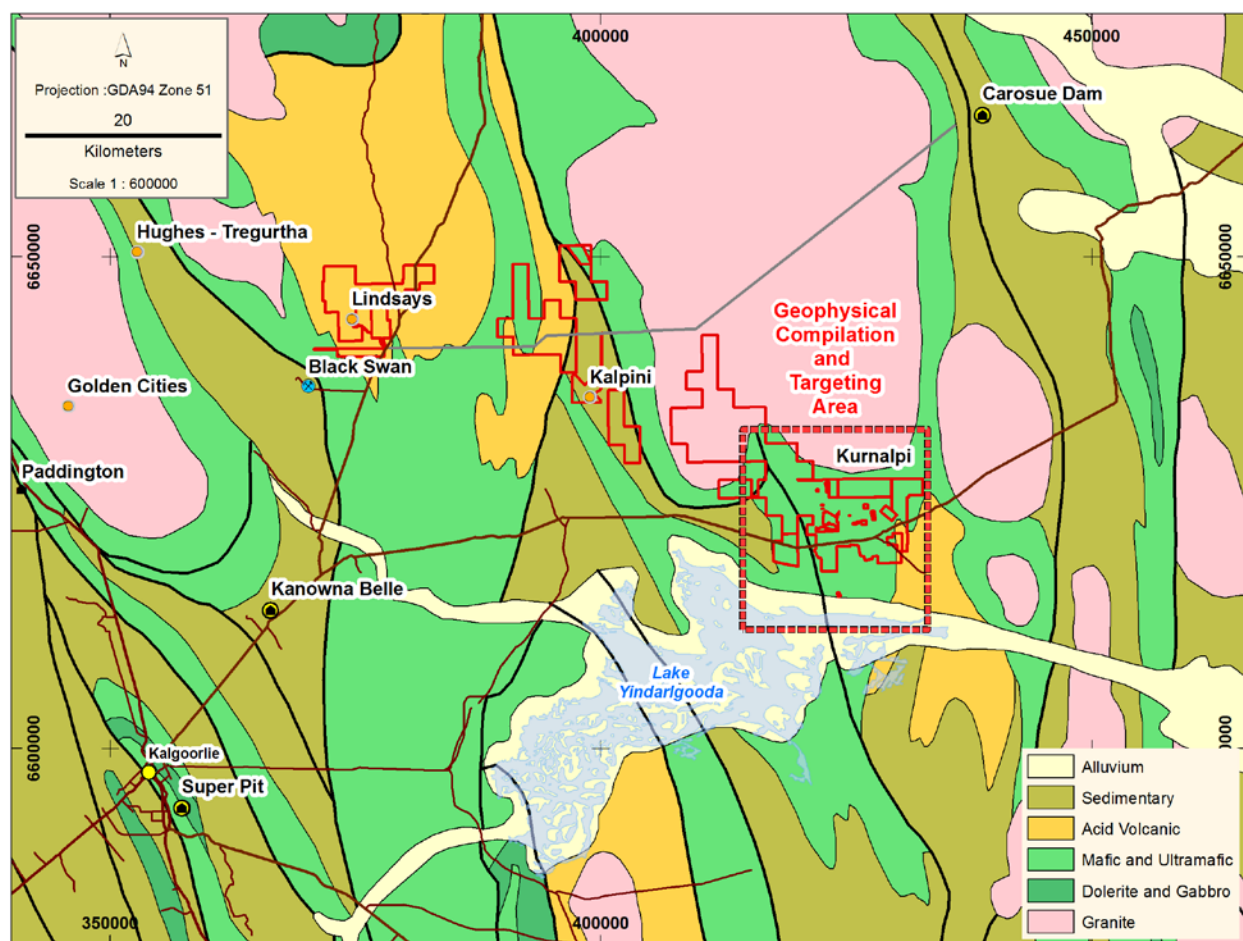 N
Projection :GDA94 Zone 51
20
Kilometers
Scale 1 : 600000
400000
450000
Carosue Dam
Hughes - Tregurtha
6650000
6650000
Lindsays
Geophysical
Compilation
and
Targeting
Area
Black Swan
Golden Cities
Kalpini
Kurnalpi
Paddington
Kanowna Belle
Lake
Yindarlgooda
Kalgoorlie
6600000
Super Pit
350000
400000
Alluvium
Sedimentary
Acid Volcanic
Mafic and Ultramafic
Dolerite and Gabbro
Granite